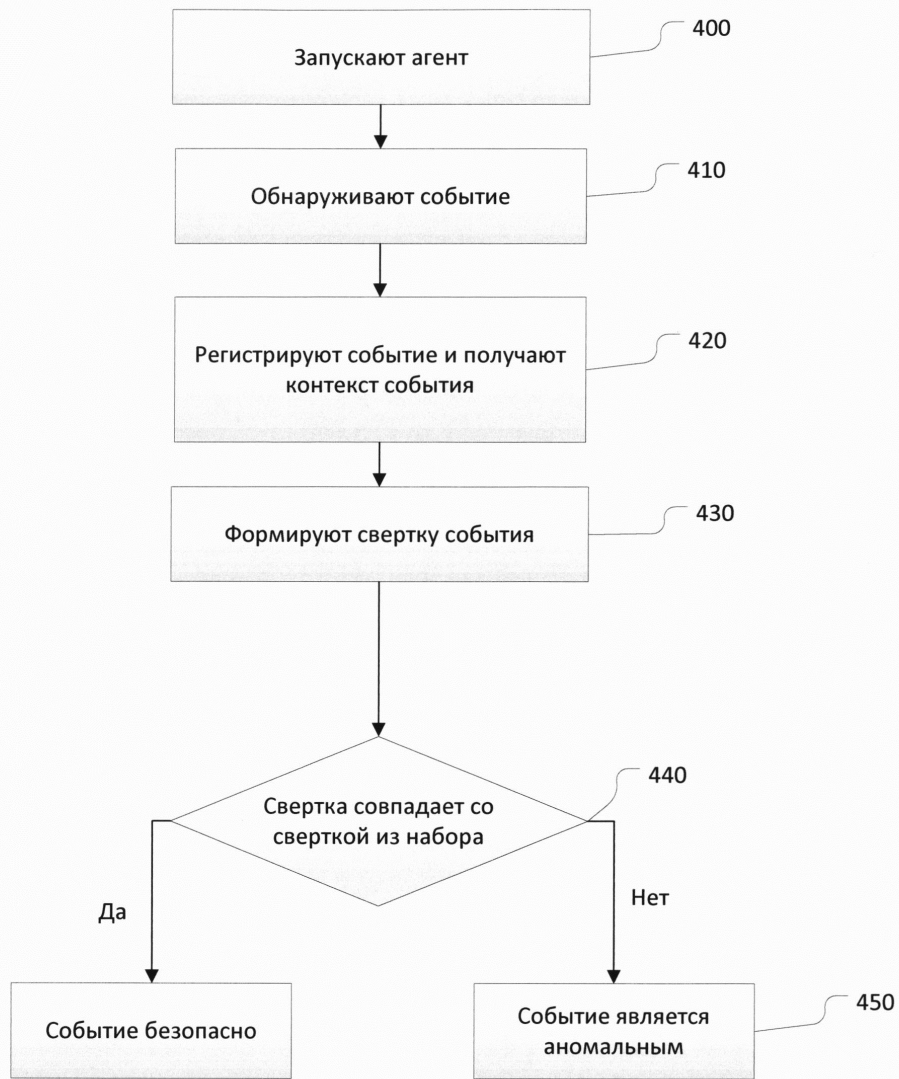 Запускают агент
400
Обнаруживают событие
410
Регистрируют событие и получают
контекст события
420
Формируют свертку события
430
Свертка совпадает со
сверткой из набора
440
Да
Нет
Событие безопасно
Событие является
аномальным
450